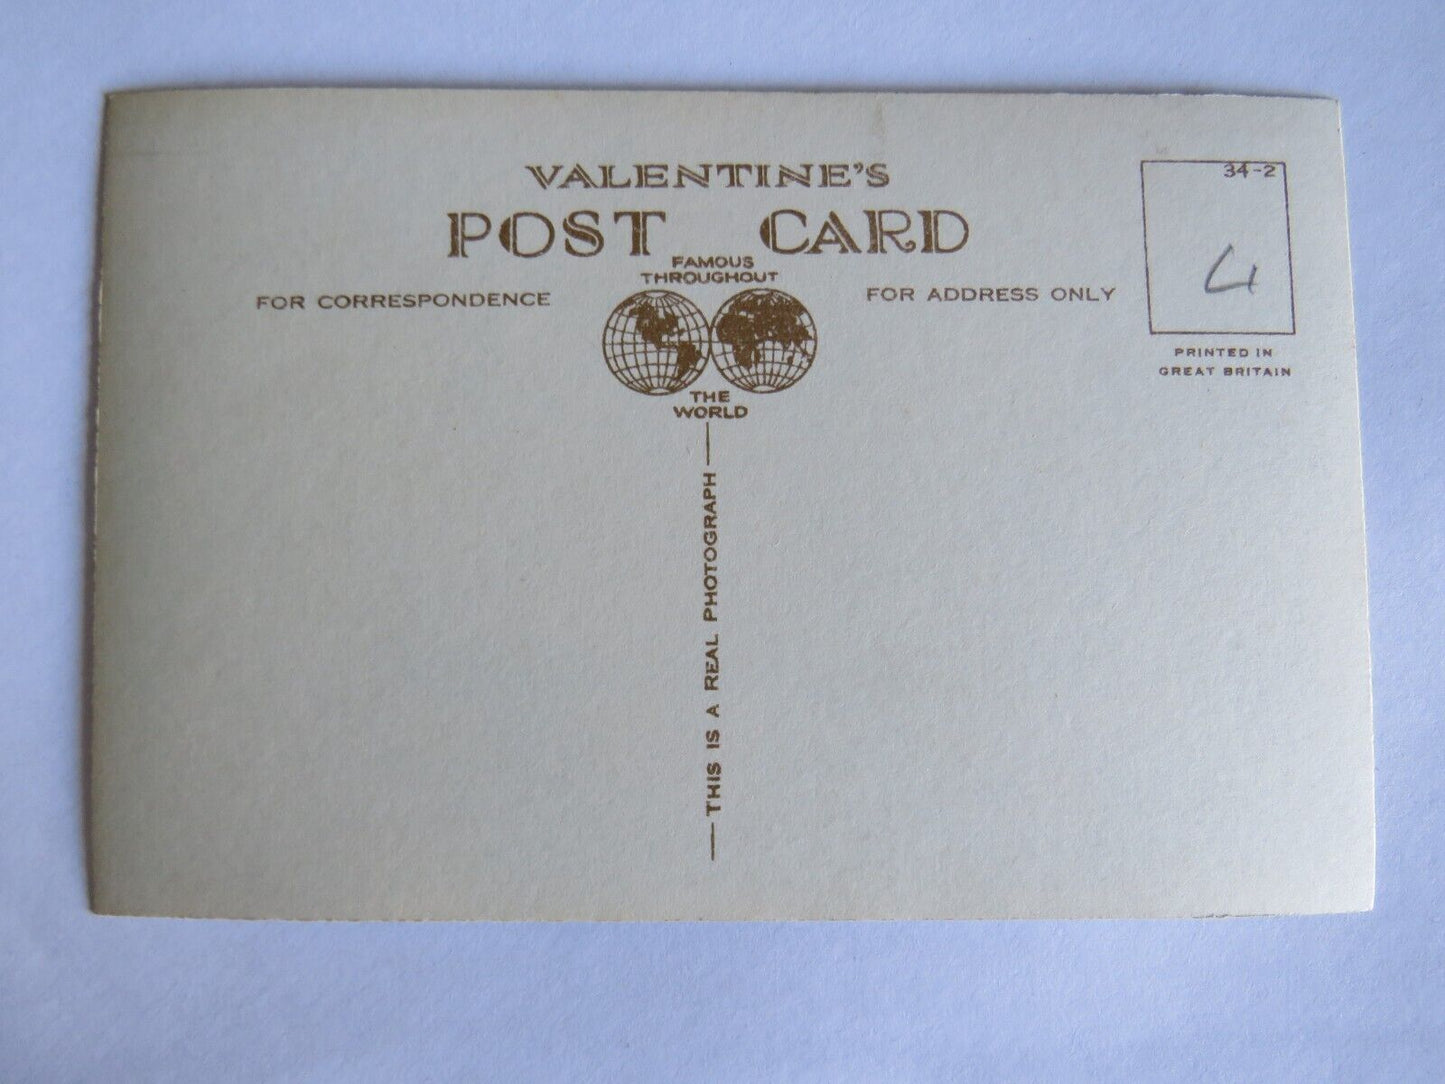 VALENTINE'S
POST CARD
FAMOUS
THROUGHOUT
THE
WORLD
FOR CORRESPONDENCE
FOR ADDRESS ONLY
34-2
4
PRINTED IN
GREAT BRITAIN
THIS IS A REAL PHOTOGRAPH